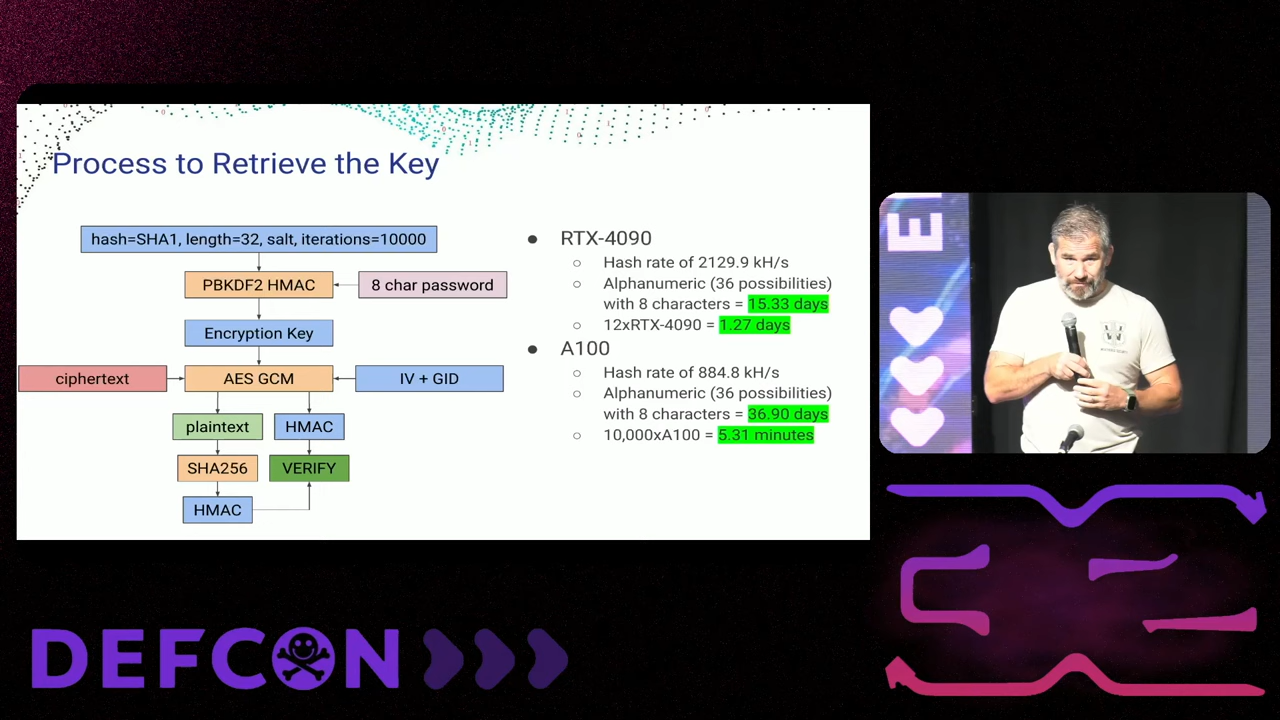 Process to Retrieve the Key
hash=SHA1, length=32, salt, iterations=10000
PBKDF2 HMAC
8 char password
Encryption Key
ciphertext
AES GCM
IV + GID
plaintext
HMAC
SHA256
VERIFY
HMAC
● RTX-4090
○ Hash rate of 2129.9 kH/s
○ Alphanumeric (36 possibilities)
with 8 characters = 15.33 days
○ 12xRTX-4090 = 1.27 days
● A100
○ Hash rate of 884.8 kH/s
○ Alphanumeric (36 possibilities)
with 8 characters = 36.90 days
○ 10,000xA100 = 5.31 minutes
DEFCON